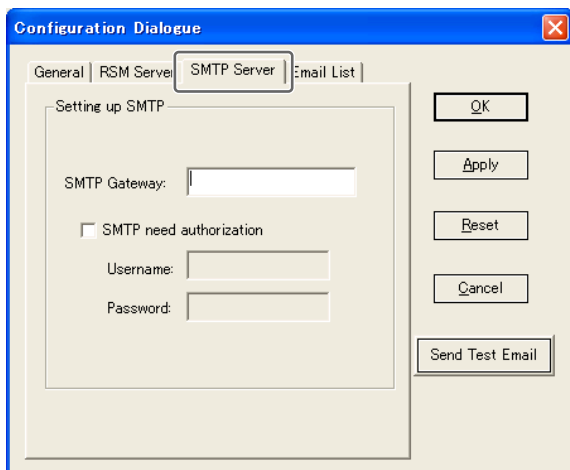 Configuration Dialogue
General RSM Server SMTP Server Email List
Setting up SMTP
SMTP Gateway:
SMTP need authorization
Username:
Password:
OK
Apply
Reset
Cancel
Send Test Email